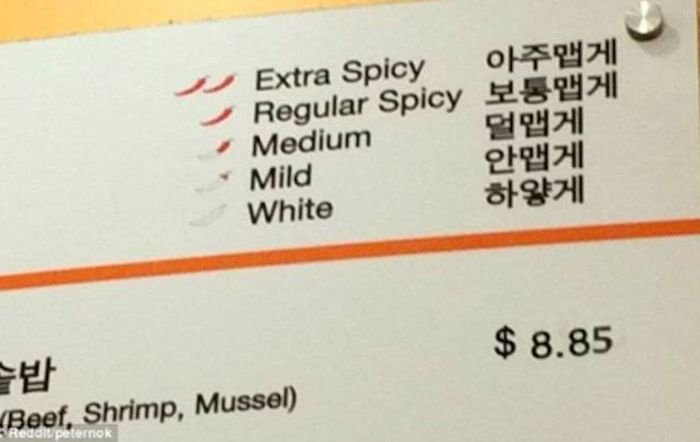 Extra Spicy 아주맵게
Regular Spicy 보통맵게
Medium 덜맵게
Mild 안맵게
White 하얗게
솥밥 $ 8.85
(Beef, Shrimp, Mussel)
Reddit/peternok